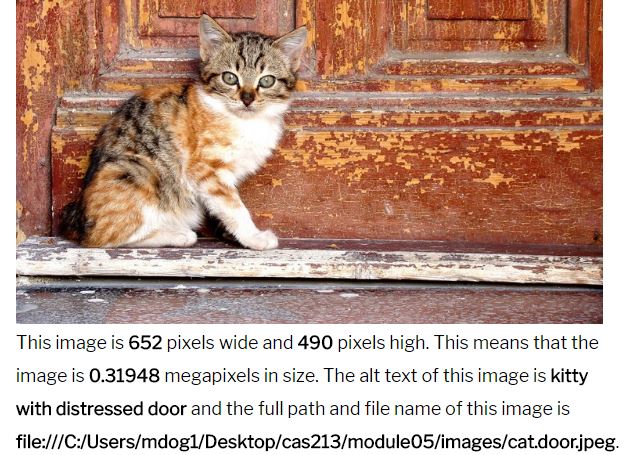 This image is 652 pixels wide and 490 pixels high. This means that the
image is 0.31948 megapixels in size. The alt text of this image is kitty
with distressed door and the full path and file name of this image is
file:///C:/Users/mdog1/Desktop/cas213/module05/images/cat.door.jpeg.